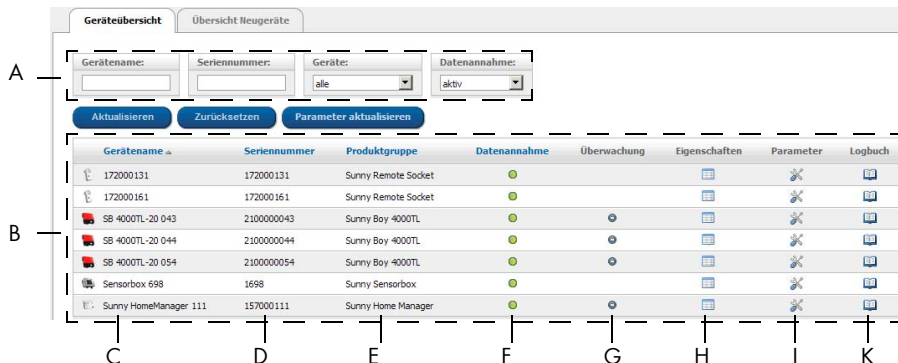 Geräteübersicht Übersicht Neugeräte
A
Gerätename: Seriennummer: Geräte: Datenannahme:
alle aktiv
Aktualisieren Zurücksetzen Parameter aktualisieren
Gerätename Seriennummer Produktgruppe Datenannahme Überwachung Eigenschaften Parameter Logbuch
172000131 172000131 Sunny Remote Socket
172000161 172000161 Sunny Remote Socket
SB 4000TL-20 043 2100000043 Sunny Boy 4000TL
B
SB 4000TL-20 044 2100000044 Sunny Boy 4000TL
SB 4000TL-20 054 2100000054 Sunny Boy 4000TL
Sensorbox 698 1698 Sunny Sensorbox
Sunny HomeManager 111 157000111 Sunny Home Manager
C D E F G H I K